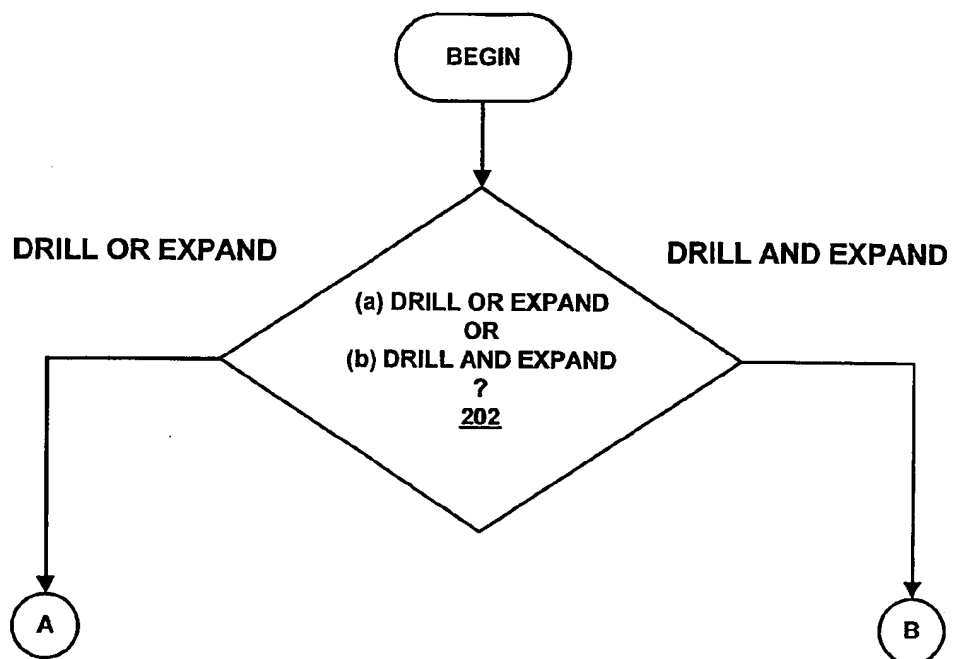 BEGIN
DRILL OR EXPAND
DRILL AND EXPAND
(a) DRILL OR EXPAND
OR
(b) DRILL AND EXPAND
?
202
A
B